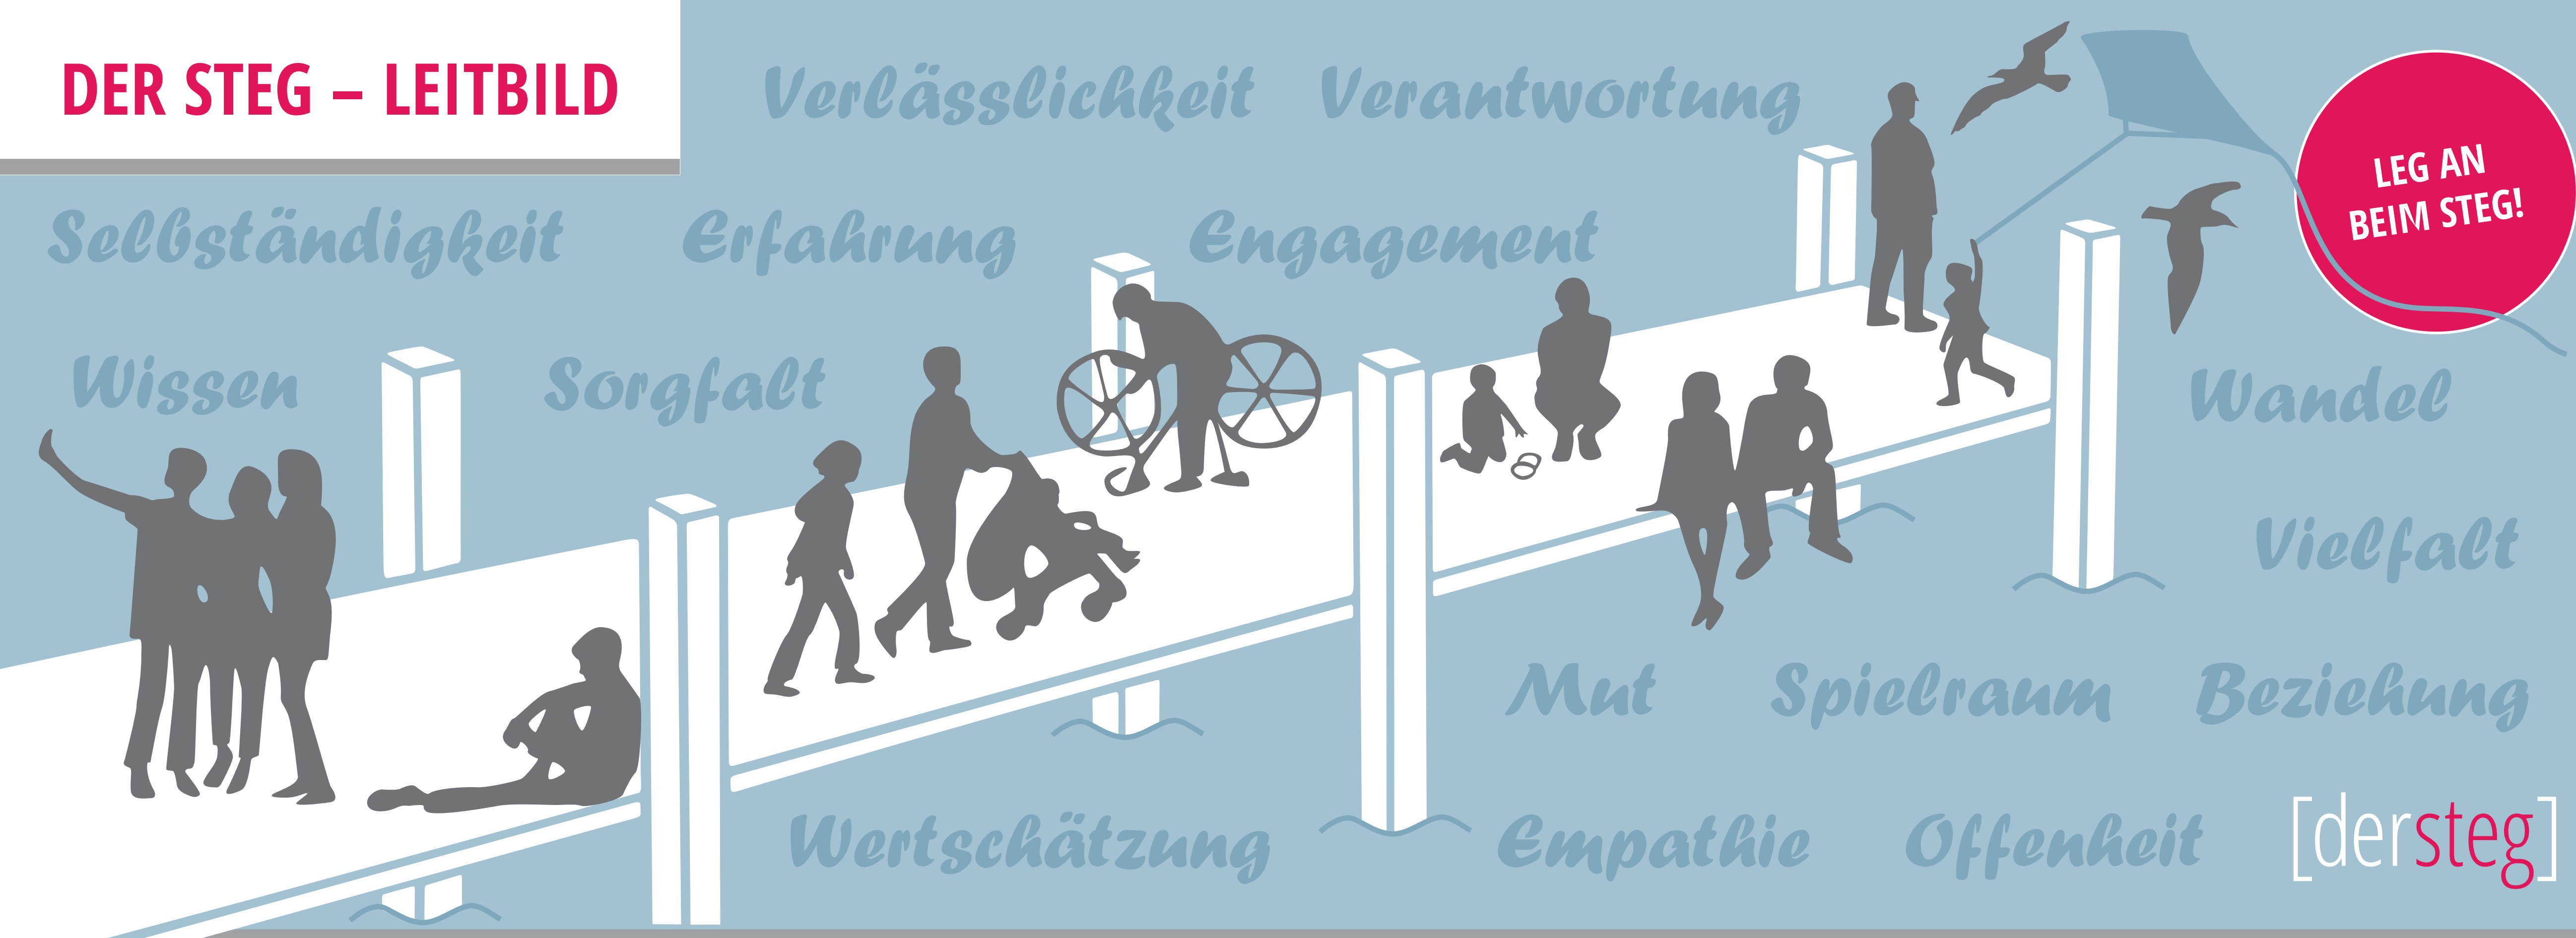 DER STEG – LEITBILD
Verlässlichkeit Verantwortung
LEG AN
BEIM STEG!
Selbständigkeit Erfahrung Engagement
Wissen Sorgfalt Wandel
Vielfalt
Mut Spielraum Beziehung
Wertschätzung Empathie Offenheit
[dersteg]